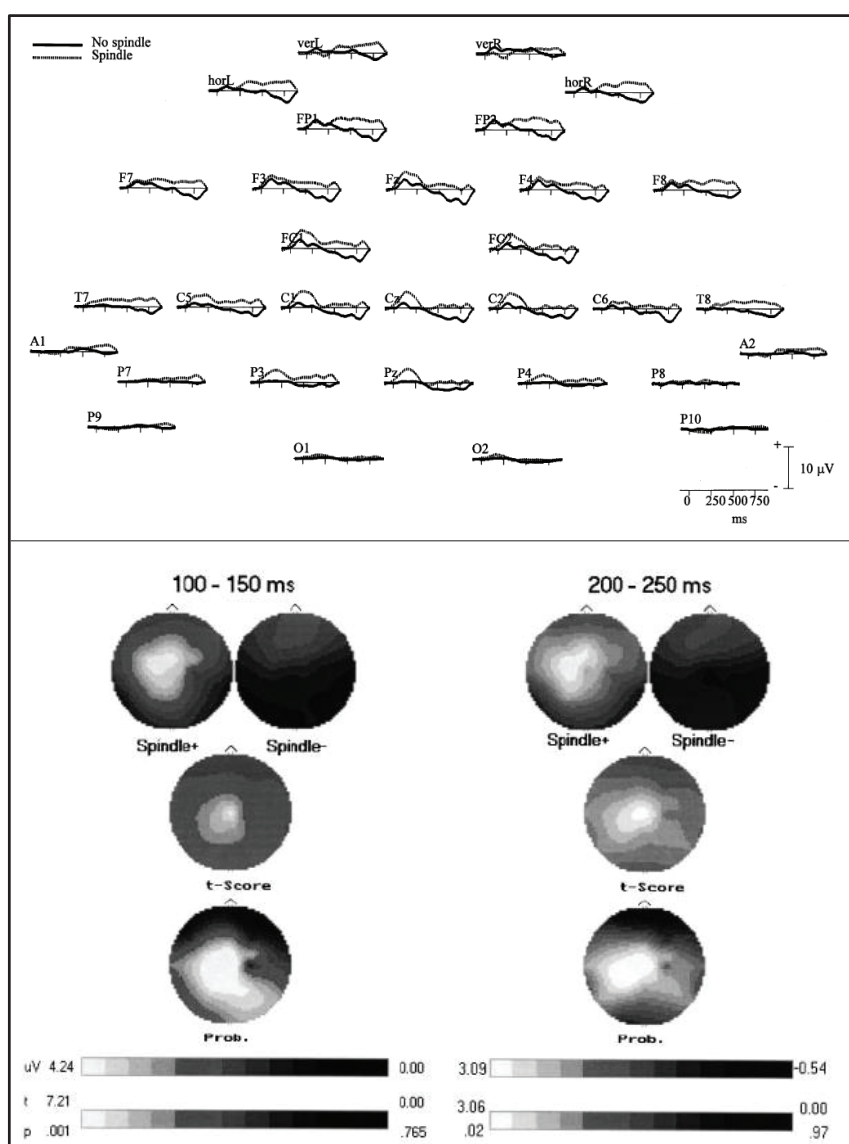 No spindle
Spindle
verL verR
horL horR
FP1 FP2
F7 F3 Fz F4 F8
FC1 FC2
T7 C5 C1 Cz C2 C6 T8
A1 A2
P7 P3 Pz P4 P8
P9 P10
O1 O2
+
10 µV
-
0 250 500 750
ms
100 - 150 ms 200 - 250 ms
Spindle+ Spindle- Spindle+ Spindle-
t-Score t-Score
Prob. Prob.
uV 4.24 0.00 3.09 -0.54
t 7.21 0.00 3.06 0.00
p .001 .765 .02 .97